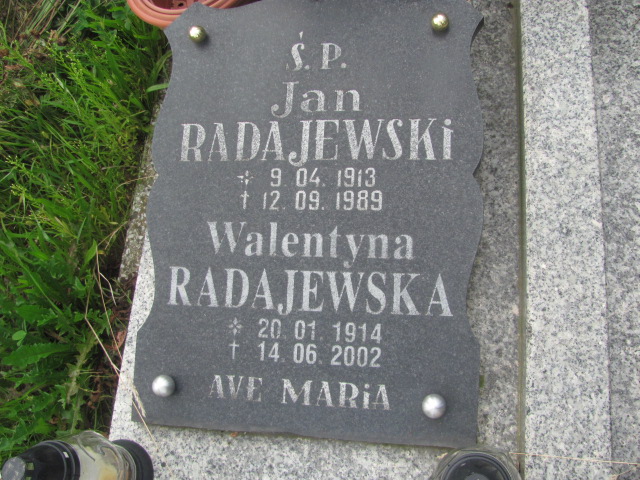 Ś. P.
Jan
RADAJEWSKi
* 9. 04. 1913
† 12. 09. 1989
Walentyna
RADAJEWSKA
* 20. 01. 1914
† 14. 06. 2002
AVE MARiA